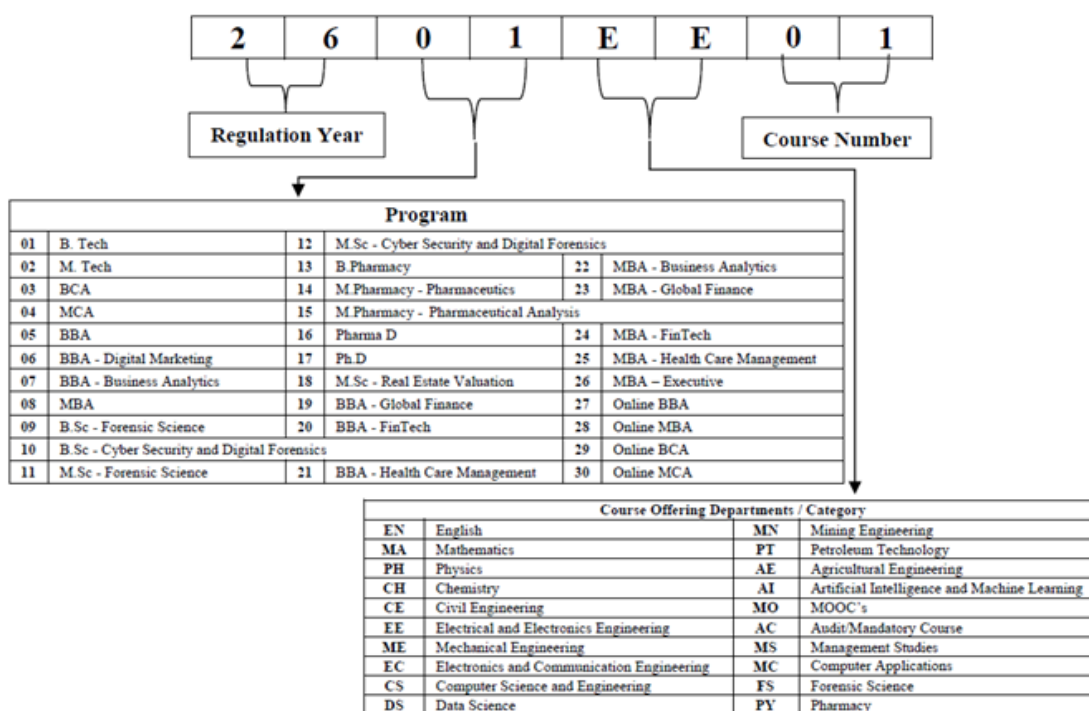 2 6 0 1 E E 0 1
Regulation Year
Course Number
Program
01 B. Tech 12 M.Sc - Cyber Security and Digital Forensics
02 M. Tech 13 B.Pharmacy 22 MBA - Business Analytics
03 BCA 14 M.Pharmacy - Pharmaceutics 23 MBA - Global Finance
04 MCA 15 M.Pharmacy - Pharmaceutical Analysis
05 BBA 16 Pharma D 24 MBA - FinTech
06 BBA - Digital Marketing 17 Ph.D 25 MBA - Health Care Management
07 BBA - Business Analytics 18 M.Sc - Real Estate Valuation 26 MBA – Executive
08 MBA 19 BBA - Global Finance 27 Online BBA
09 B.Sc - Forensic Science 20 BBA - FinTech 28 Online MBA
10 B.Sc - Cyber Security and Digital Forensics 29 Online BCA
11 M.Sc - Forensic Science 21 BBA - Health Care Management 30 Online MCA
Course Offering Departments / Category
EN English MN Mining Engineering
MA Mathematics PT Petroleum Technology
PH Physics AE Agricultural Engineering
CH Chemistry AI Artificial Intelligence and Machine Learning
CE Civil Engineering MO MOOC's
EE Electrical and Electronics Engineering AC Audit/Mandatory Course
ME Mechanical Engineering MS Management Studies
EC Electronics and Communication Engineering MC Computer Applications
CS Computer Science and Engineering FS Forensic Science
DS Data Science PY Pharmacy